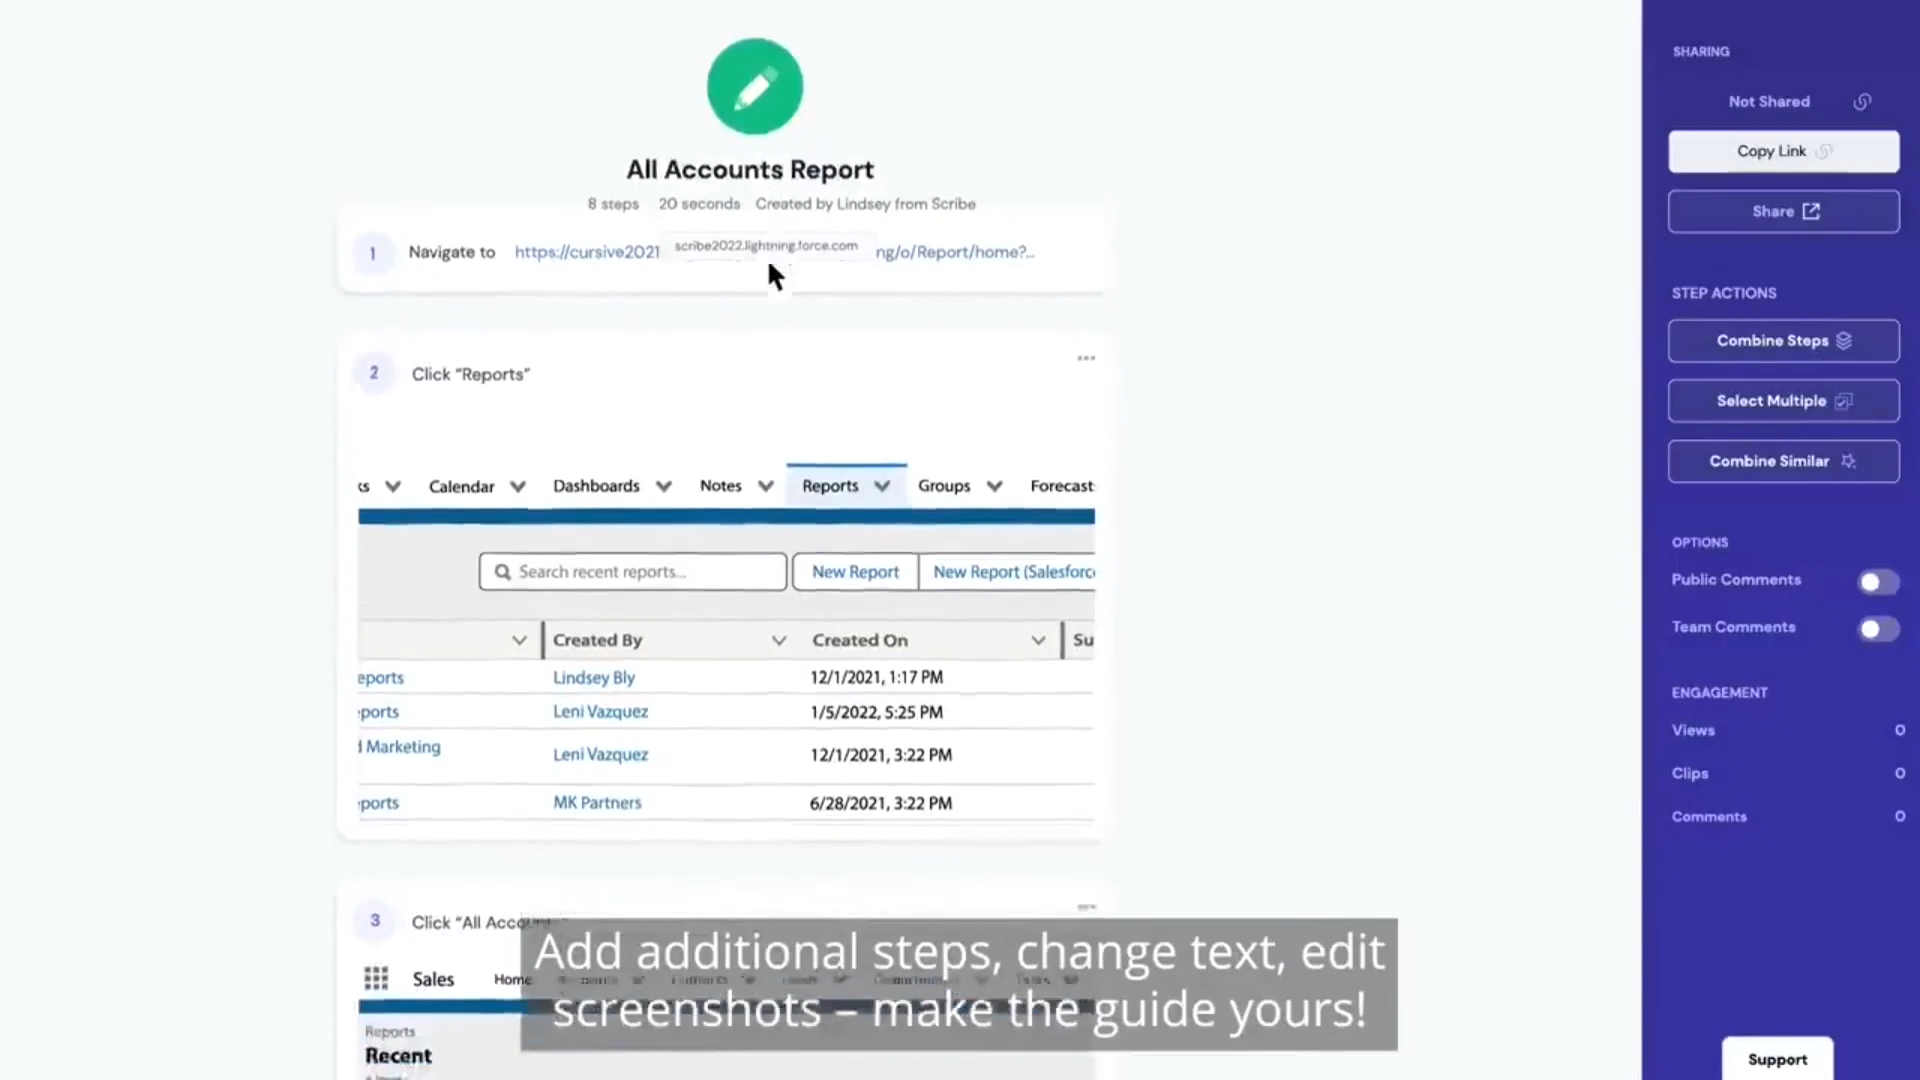 All Accounts Report
8 steps 20 seconds Created by Lindsey from Scribe
1 Navigate to https://cursive2021 scribe2022.lightning.force.com ng/o/Report/home?...
2 Click “Reports”
ks Calendar Dashboards Notes Reports Groups Forecast
Search recent reports... New Report New Report (Salesforc
Created By Created On Su
eports Lindsey Bly 12/1/2021, 1:17 PM
ports Leni Vazquez 1/5/2022, 5:25 PM
d Marketing Leni Vazquez 12/1/2021, 3:22 PM
ports MK Partners 6/28/2021, 3:22 PM
3 Click “All Acco
Sales Home
Reports
Recent
Add additional steps, change text, edit
screenshots – make the guide yours!
SHARING
Not Shared
Copy Link
Share
STEP ACTIONS
Combine Steps
Select Multiple
Combine Similar
OPTIONS
Public Comments
Team Comments
ENGAGEMENT
Views 0
Clips 0
Comments 0
Support